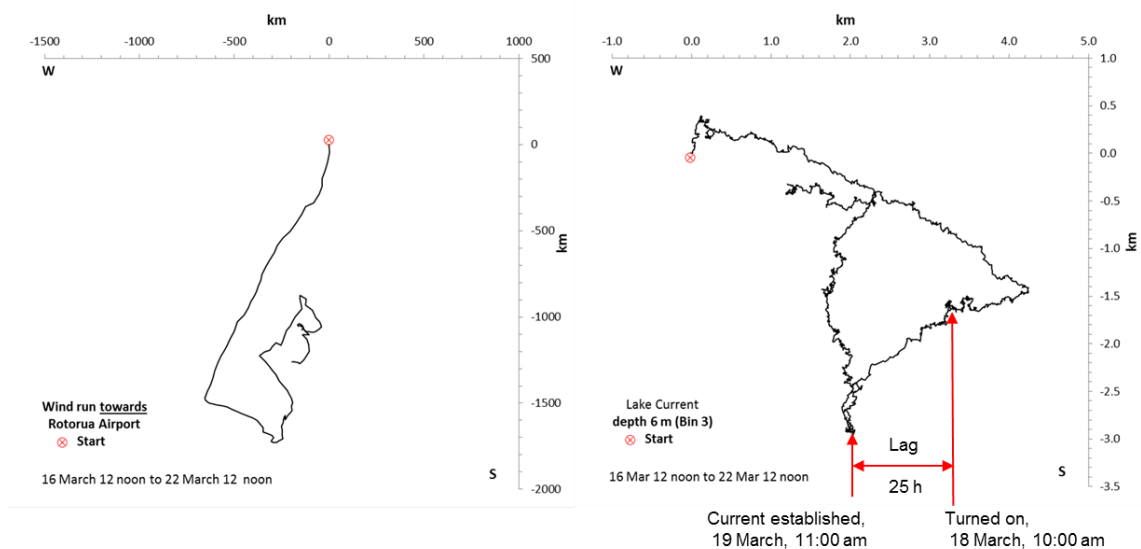 km
-1500 -1000 -500 0 500 1000
500
W
0
-500
km
-1000
-1500
Wind run towards
Rotorua Airport
Start
16 March 12 noon to 22 March 12 noon
S
-2000
km
-1.0 0.0 1.0 2.0 3.0 4.0 5.0
1.0
W
0.5
0.0
-0.5
km
-1.0
-1.5
-2.0
-2.5
Lake Current
depth 6 m (Bin 3)
Start
-3.0
Lag
16 Mar 12 noon to 22 Mar 12 noon
S
25 h
-3.5
Current established,
19 March, 11:00 am
Turned on,
18 March, 10:00 am